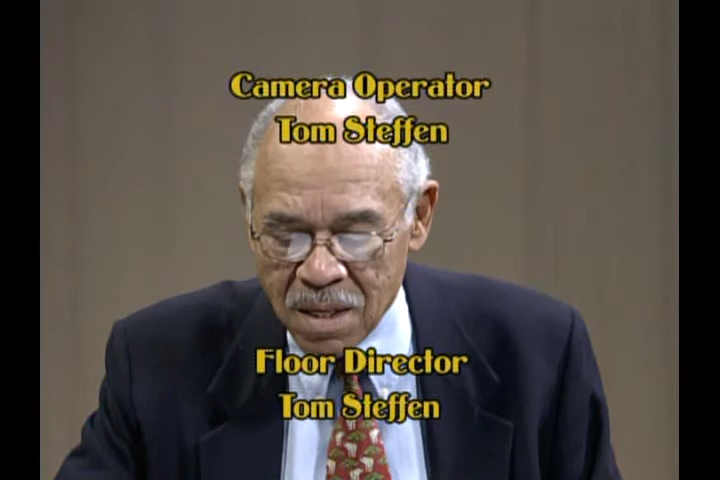 Camera Operator
Tom Steffen
Floor Director
Tom Steffen